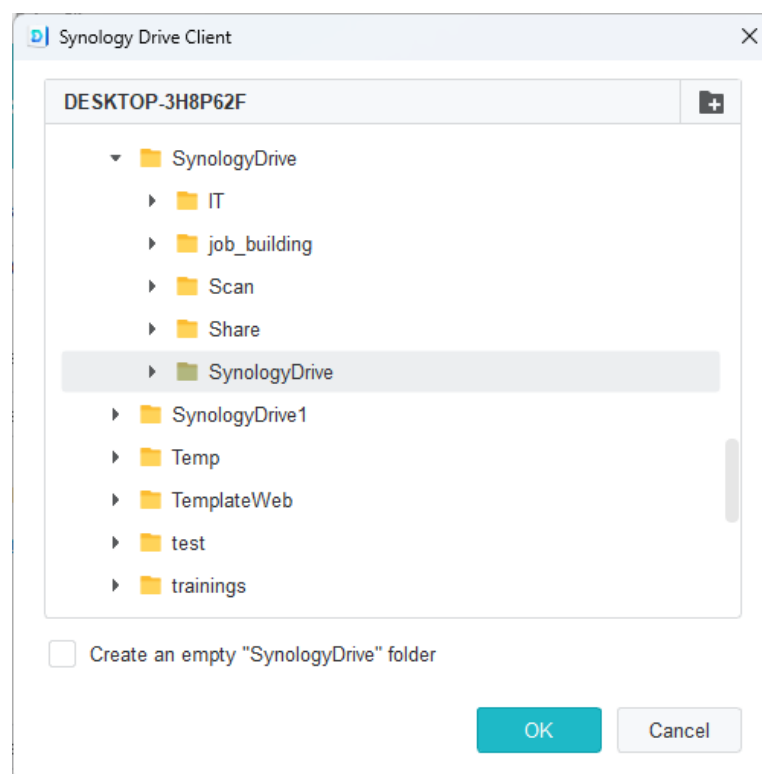 Synology Drive Client
DESKTOP-3H8P62F
SynologyDrive
IT
job_building
Scan
Share
SynologyDrive
SynologyDrive1
Temp
TemplateWeb
test
trainings
Create an empty "SynologyDrive" folder
OK
Cancel